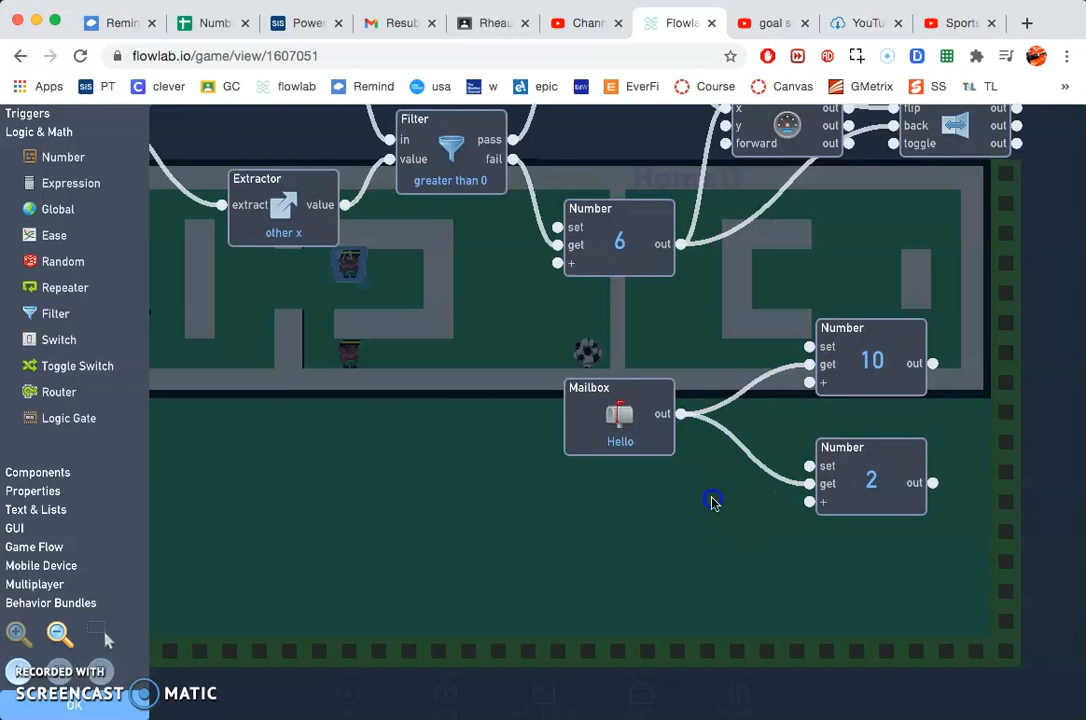 Remin
Numb
Power
Resub
Rheau
Chann
Flowla
goal s
YouTu
Sports
flowlab.io/game/view/1607051
Apps PT clever GC flowlab Remind usa w epic EverFi Course Canvas GMetrix SS TL »
Triggers
Logic & Math
Number
Expression
Global
Ease
Random
Repeater
Filter
Switch
Toggle Switch
Router
Logic Gate
Components
Properties
Text & Lists
GUI
Game Flow
Mobile Device
Multiplayer
Behavior Bundles
RECORDED WITH
SCREENCAST MATIC
OK
Extractor
extract value
other x
Filter
in pass
value fail
greater than 0
Number
set
get 6 out
+
x out
y out
forward out
flip out
back out
toggle out
Mailbox
out
Hello
Number
set
get 10 out
+
Number
set
get 2 out
+